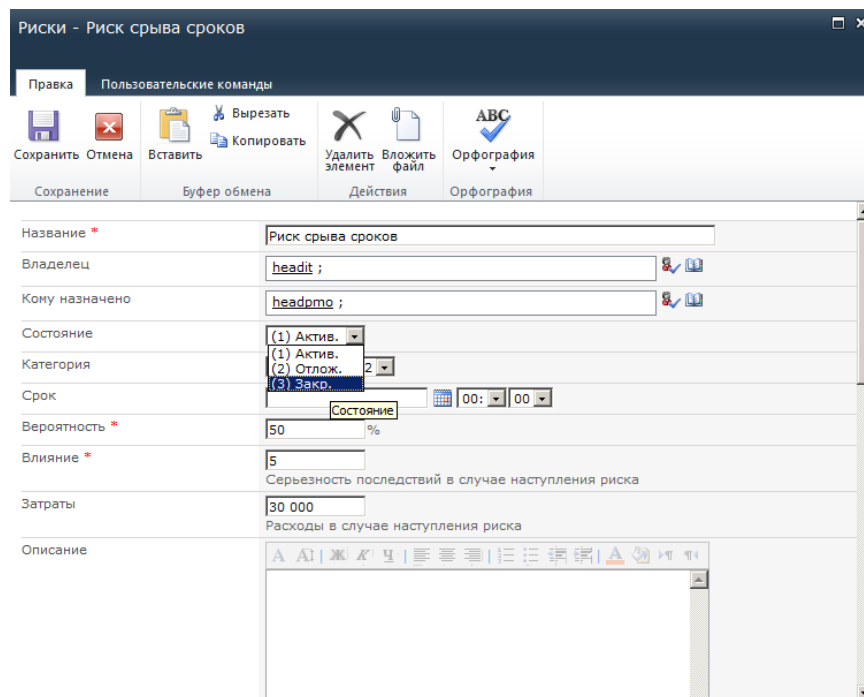 Риски - Риск срыва сроков
Правка Пользовательские команды
Сохранить Отмена Вставить Вырезать Копировать Удалить элемент Вложить файл ABC Орфография
Сохранение Буфер обмена Действия Орфография
Название * Риск срыва сроков
Владелец headit ;
Кому назначено headpmo ;
Состояние (1) Актив.
(1) Актив.
(2) Отлож.
(3) Закр.
Категория 2
Срок 00: 00
Состояние
Вероятность * 50 %
Влияние * 5
Серьезность последствий в случае наступления риска
Затраты 30 000
Расходы в случае наступления риска
Описание
A A Ж К Ч A